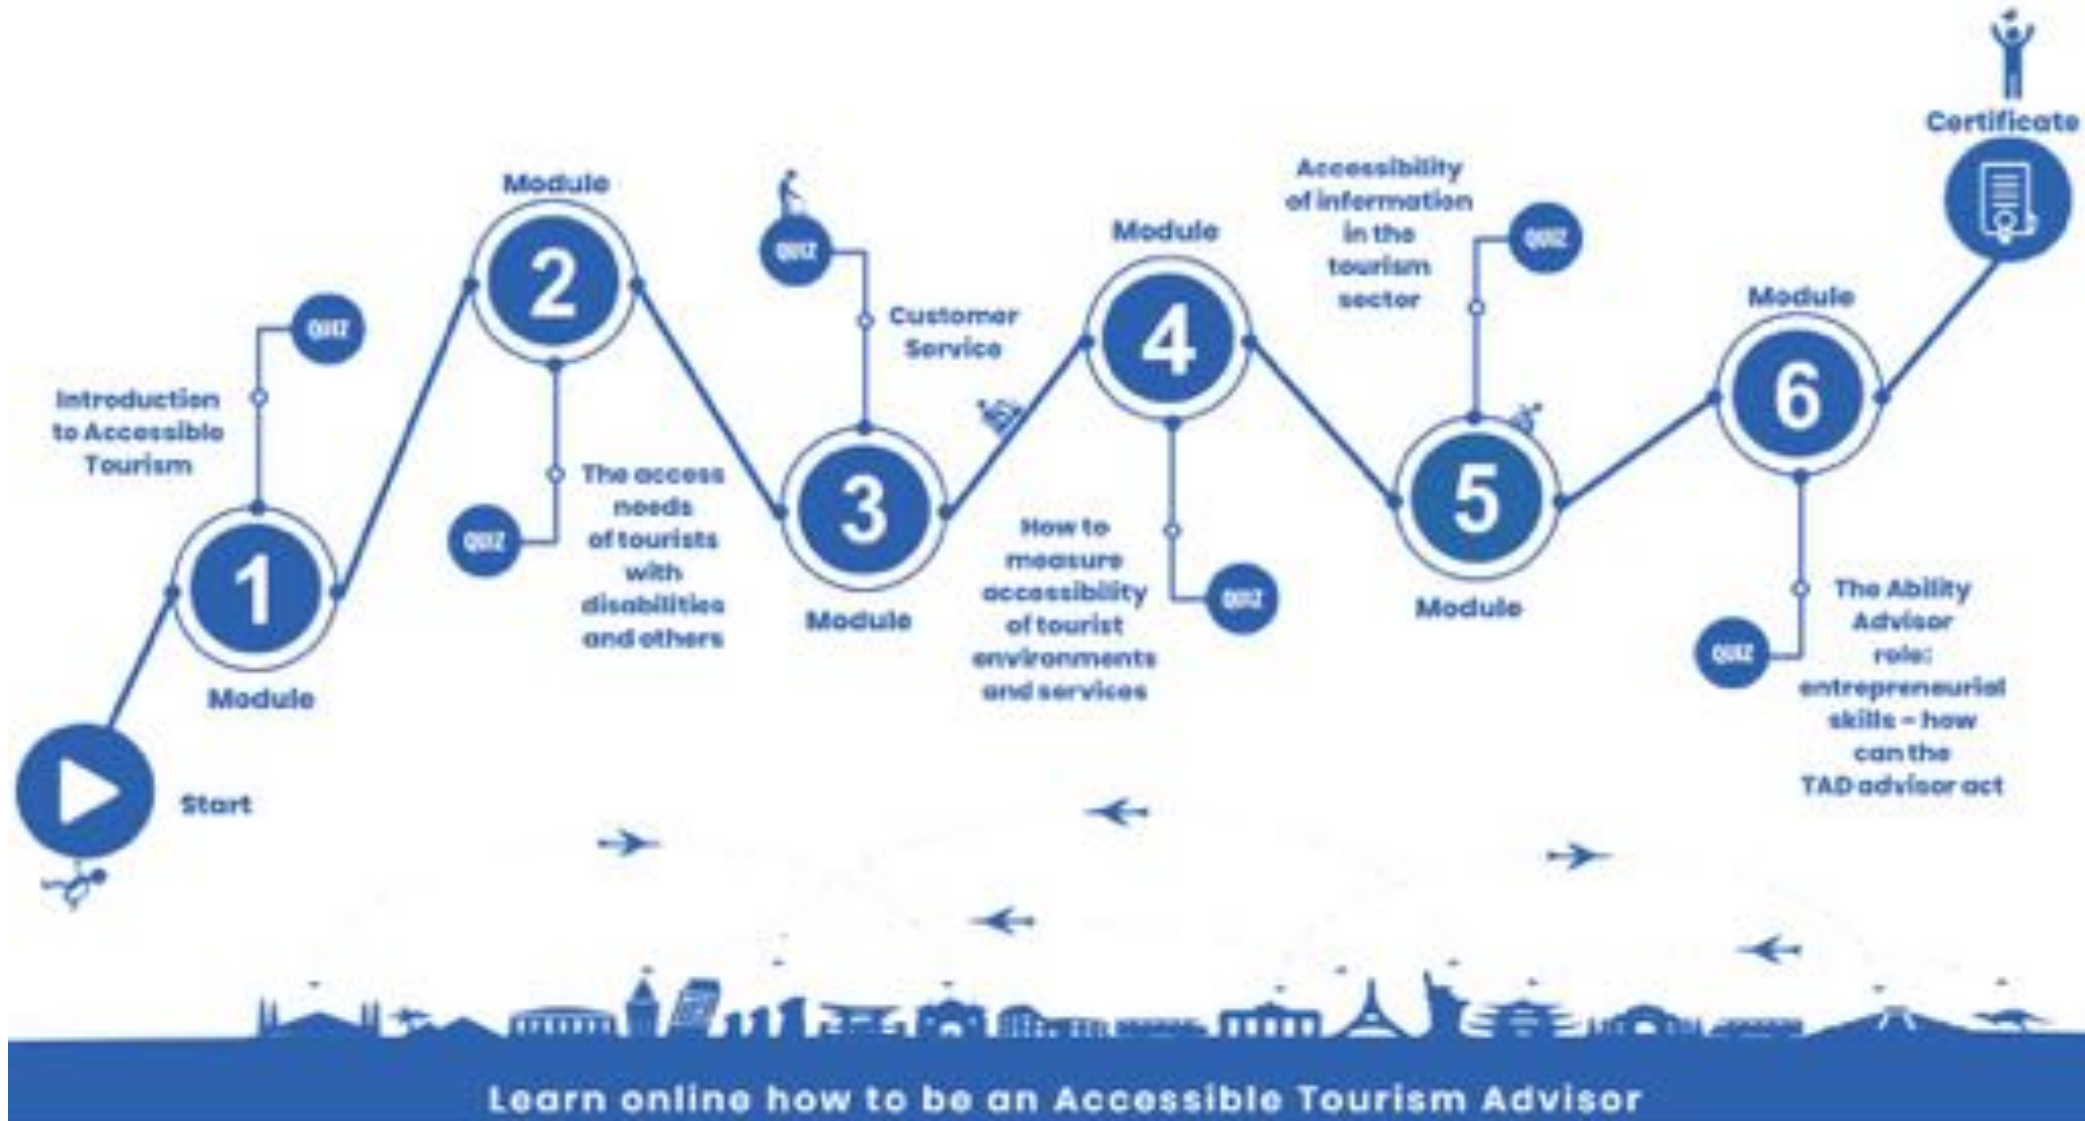 Start
1
Module
Introduction
to Accessible
Tourism
QUIZ
Module
2
The access
needs
of tourists
with
disabilities
and others
QUIZ
3
Module
Customer
Service
QUIZ
Module
4
How to
measure
accessibility
of tourist
environments
and services
QUIZ
5
Module
Accessibility
of information
in the
tourism
sector
QUIZ
Module
6
The Ability
Advisor
role:
entrepreneurial
skills – how
can the
TAD advisor act
QUIZ
Certificate
Learn online how to be an Accessible Tourism Advisor